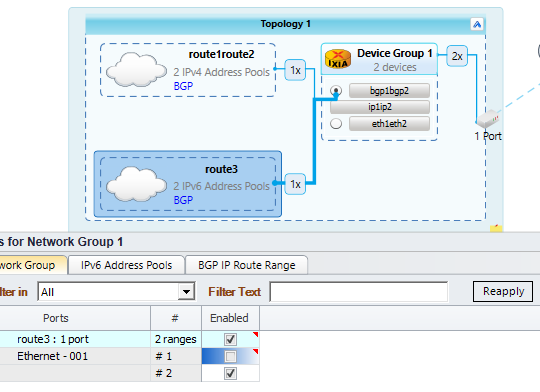 Topology 1
route1route2
2 IPv4 Address Pools
BGP
1x
IXIA
Device Group 1
2 devices
2x
bgp1bgp2
ip1ip2
eth1eth2
1 Port
route3
2 IPv6 Address Pools
BGP
1x
s for Network Group 1
work Group
IPv6 Address Pools
BGP IP Route Range
lter in
All
Filter Text
Reapply
Ports
#
Enabled
route3 : 1 port
2 ranges
Ethernet - 001
# 1
# 2